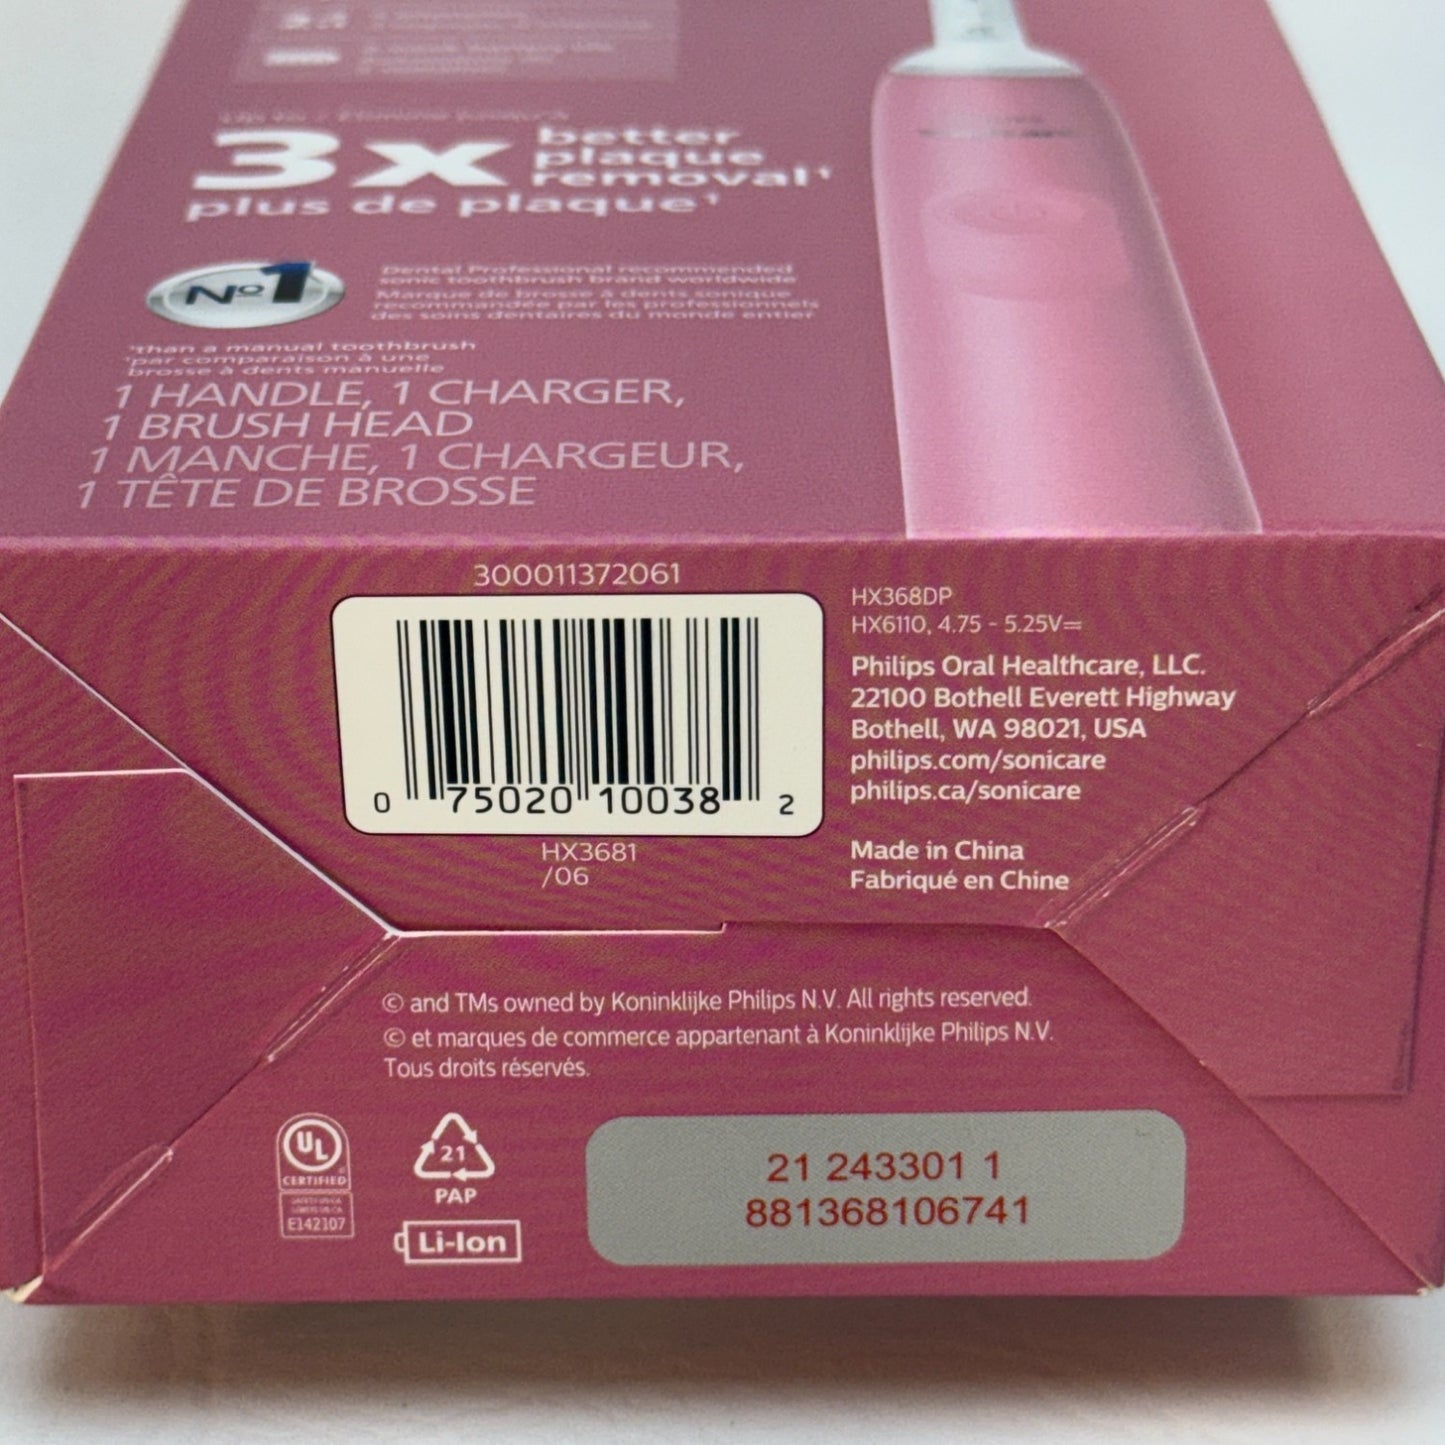 3x better
plaque
removal¹
plus de plaque¹
Nº1
Dental Professional recommended
sonic toothbrush brand worldwide
Marque de brosse à dents sonique
recommandée par les professionnels
des soins dentaires du monde entier
¹than a manual toothbrush
¹par comparaison à une
brosse à dents manuelle
1 HANDLE, 1 CHARGER,
1 BRUSH HEAD
1 MANCHE, 1 CHARGEUR,
1 TÊTE DE BROSSE
300011372061
0 75020 10038 2
HX3681
/06
HX368DP
HX6110, 4.75 - 5.25V⎓
Philips Oral Healthcare, LLC.
22100 Bothell Everett Highway
Bothell, WA 98021, USA
philips.com/sonicare
philips.ca/sonicare
Made in China
Fabriqué en Chine
© and TMs owned by Koninklijke Philips N.V. All rights reserved.
© et marques de commerce appartenant à Koninklijke Philips N.V.
Tous droits réservés.
UL
CERTIFIED
E142107
21
PAP
Li-Ion
21 243301 1
881368106741